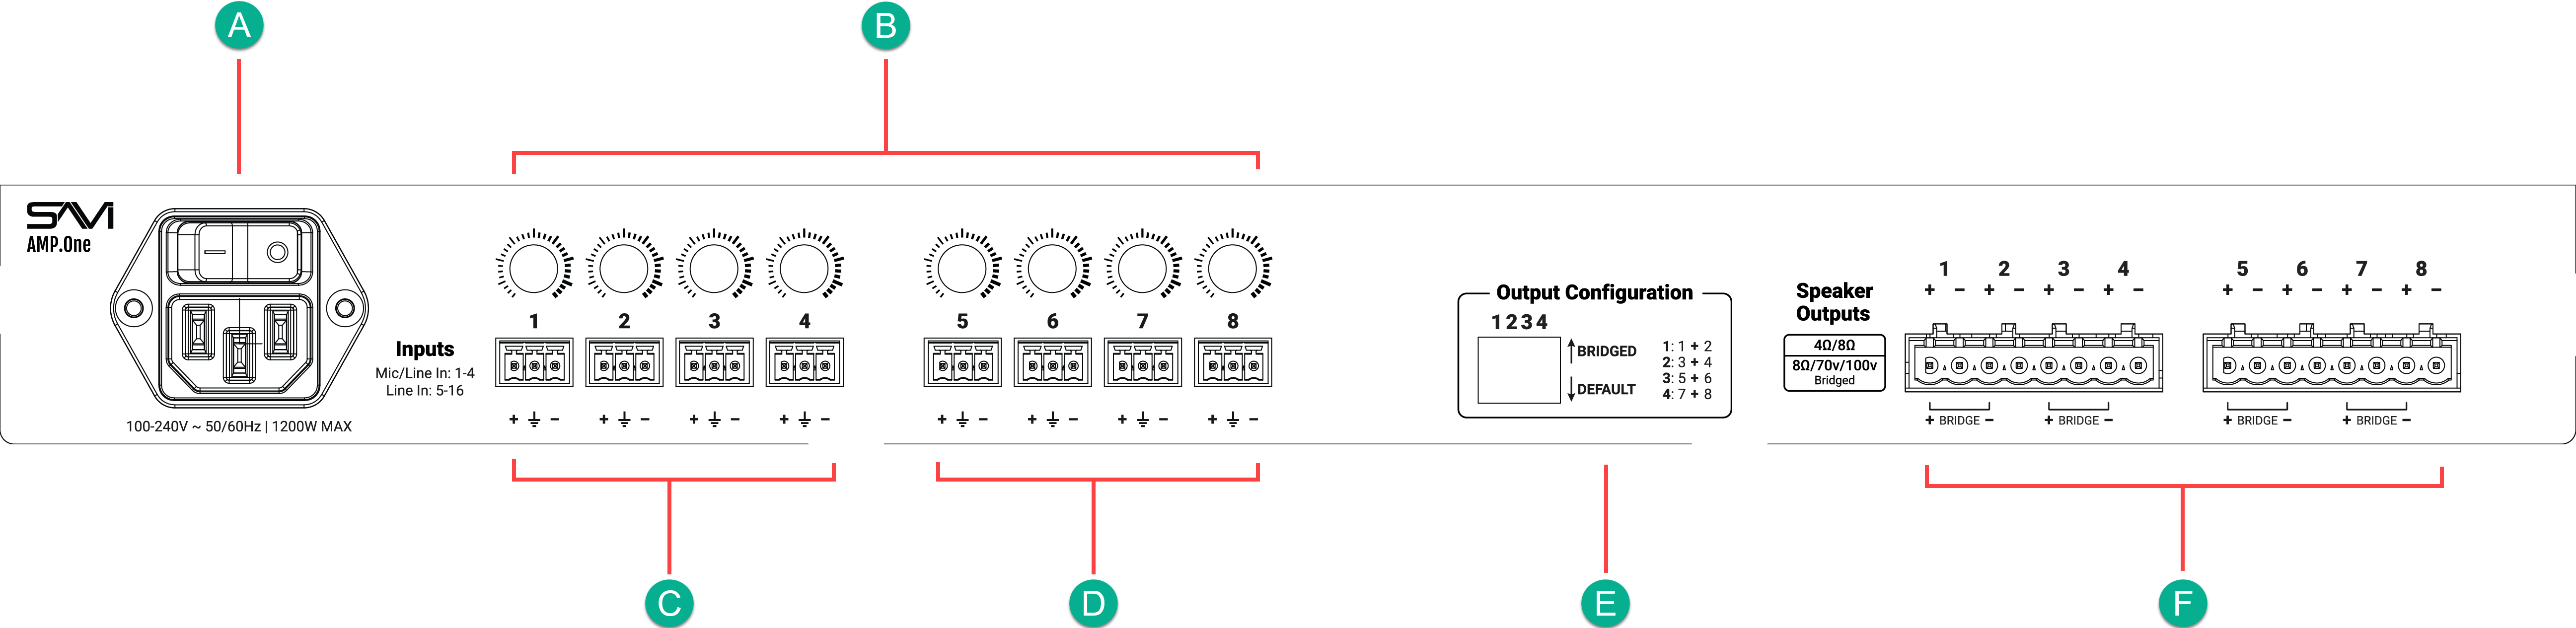 A
B
SAVI
AMP.One
100-240V ~ 50/60Hz | 1200W MAX
Inputs
Mic/Line In: 1-4
Line In: 5-16
1 2 3 4 5 6 7 8
+ − + − + − + − + − + − + − + −
Output Configuration
1 2 3 4
BRIDGED
DEFAULT
1: 1 + 2
2: 3 + 4
3: 5 + 6
4: 7 + 8
Speaker
Outputs
4Ω/8Ω
8Ω/70v/100v
Bridged
1 2 3 4 5 6 7 8
+ − + − + − + − + − + − + − + −
+ BRIDGE − + BRIDGE − + BRIDGE − + BRIDGE −
C
D
E
F